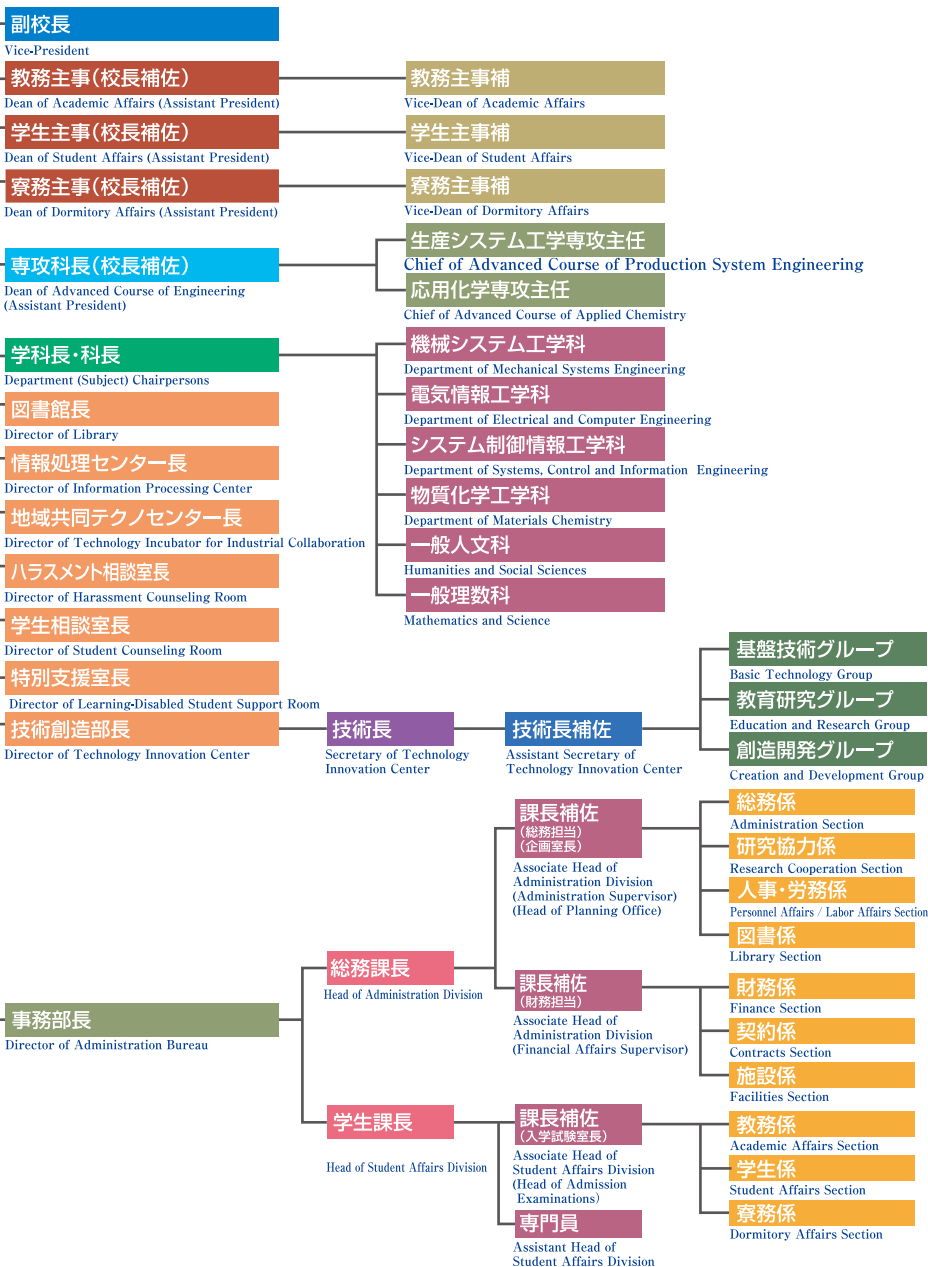 副校長
Vice-President
教務主事(校長補佐)
Dean of Academic Affairs (Assistant President)
教務主事補
Vice-Dean of Academic Affairs
学生主事(校長補佐)
Dean of Student Affairs (Assistant President)
学生主事補
Vice-Dean of Student Affairs
寮務主事(校長補佐)
Dean of Dormitory Affairs (Assistant President)
寮務主事補
Vice-Dean of Dormitory Affairs
専攻科長(校長補佐)
Dean of Advanced Course of Engineering
(Assistant President)
生産システム工学専攻主任
Chief of Advanced Course of Production System Engineering
応用化学専攻主任
Chief of Advanced Course of Applied Chemistry
学科長・科長
Department (Subject) Chairpersons
機械システム工学科
Department of Mechanical Systems Engineering
電気情報工学科
Department of Electrical and Computer Engineering
システム制御情報工学科
Department of Systems, Control and Information Engineering
物質化学工学科
Department of Materials Chemistry
一般人文科
Humanities and Social Sciences
一般理数科
Mathematics and Science
図書館長
Director of Library
情報処理センター長
Director of Information Processing Center
地域共同テクノセンター長
Director of Technology Incubator for Industrial Collaboration
ハラスメント相談室長
Director of Harassment Counseling Room
学生相談室長
Director of Student Counseling Room
特別支援室長
Director of Learning-Disabled Student Support Room
技術創造部長
Director of Technology Innovation Center
技術長
Secretary of Technology
Innovation Center
技術長補佐
Assistant Secretary of
Technology Innovation Center
基盤技術グループ
Basic Technology Group
教育研究グループ
Education and Research Group
創造開発グループ
Creation and Development Group
事務部長
Director of Administration Bureau
総務課長
Head of Administration Division
課長補佐
(総務担当)
(企画室長)
Associate Head of
Administration Division
(Administration Supervisor)
(Head of Planning Office)
総務係
Administration Section
研究協力係
Research Cooperation Section
人事・労務係
Personnel Affairs / Labor Affairs Section
図書係
Library Section
課長補佐
(財務担当)
Associate Head of
Administration Division
(Financial Affairs Supervisor)
財務係
Finance Section
契約係
Contracts Section
施設係
Facilities Section
学生課長
Head of Student Affairs Division
課長補佐
(入学試験室長)
Associate Head of
Student Affairs Division
(Head of Admission
Examinations)
教務係
Academic Affairs Section
学生係
Student Affairs Section
寮務係
Dormitory Affairs Section
専門員
Assistant Head of
Student Affairs Division